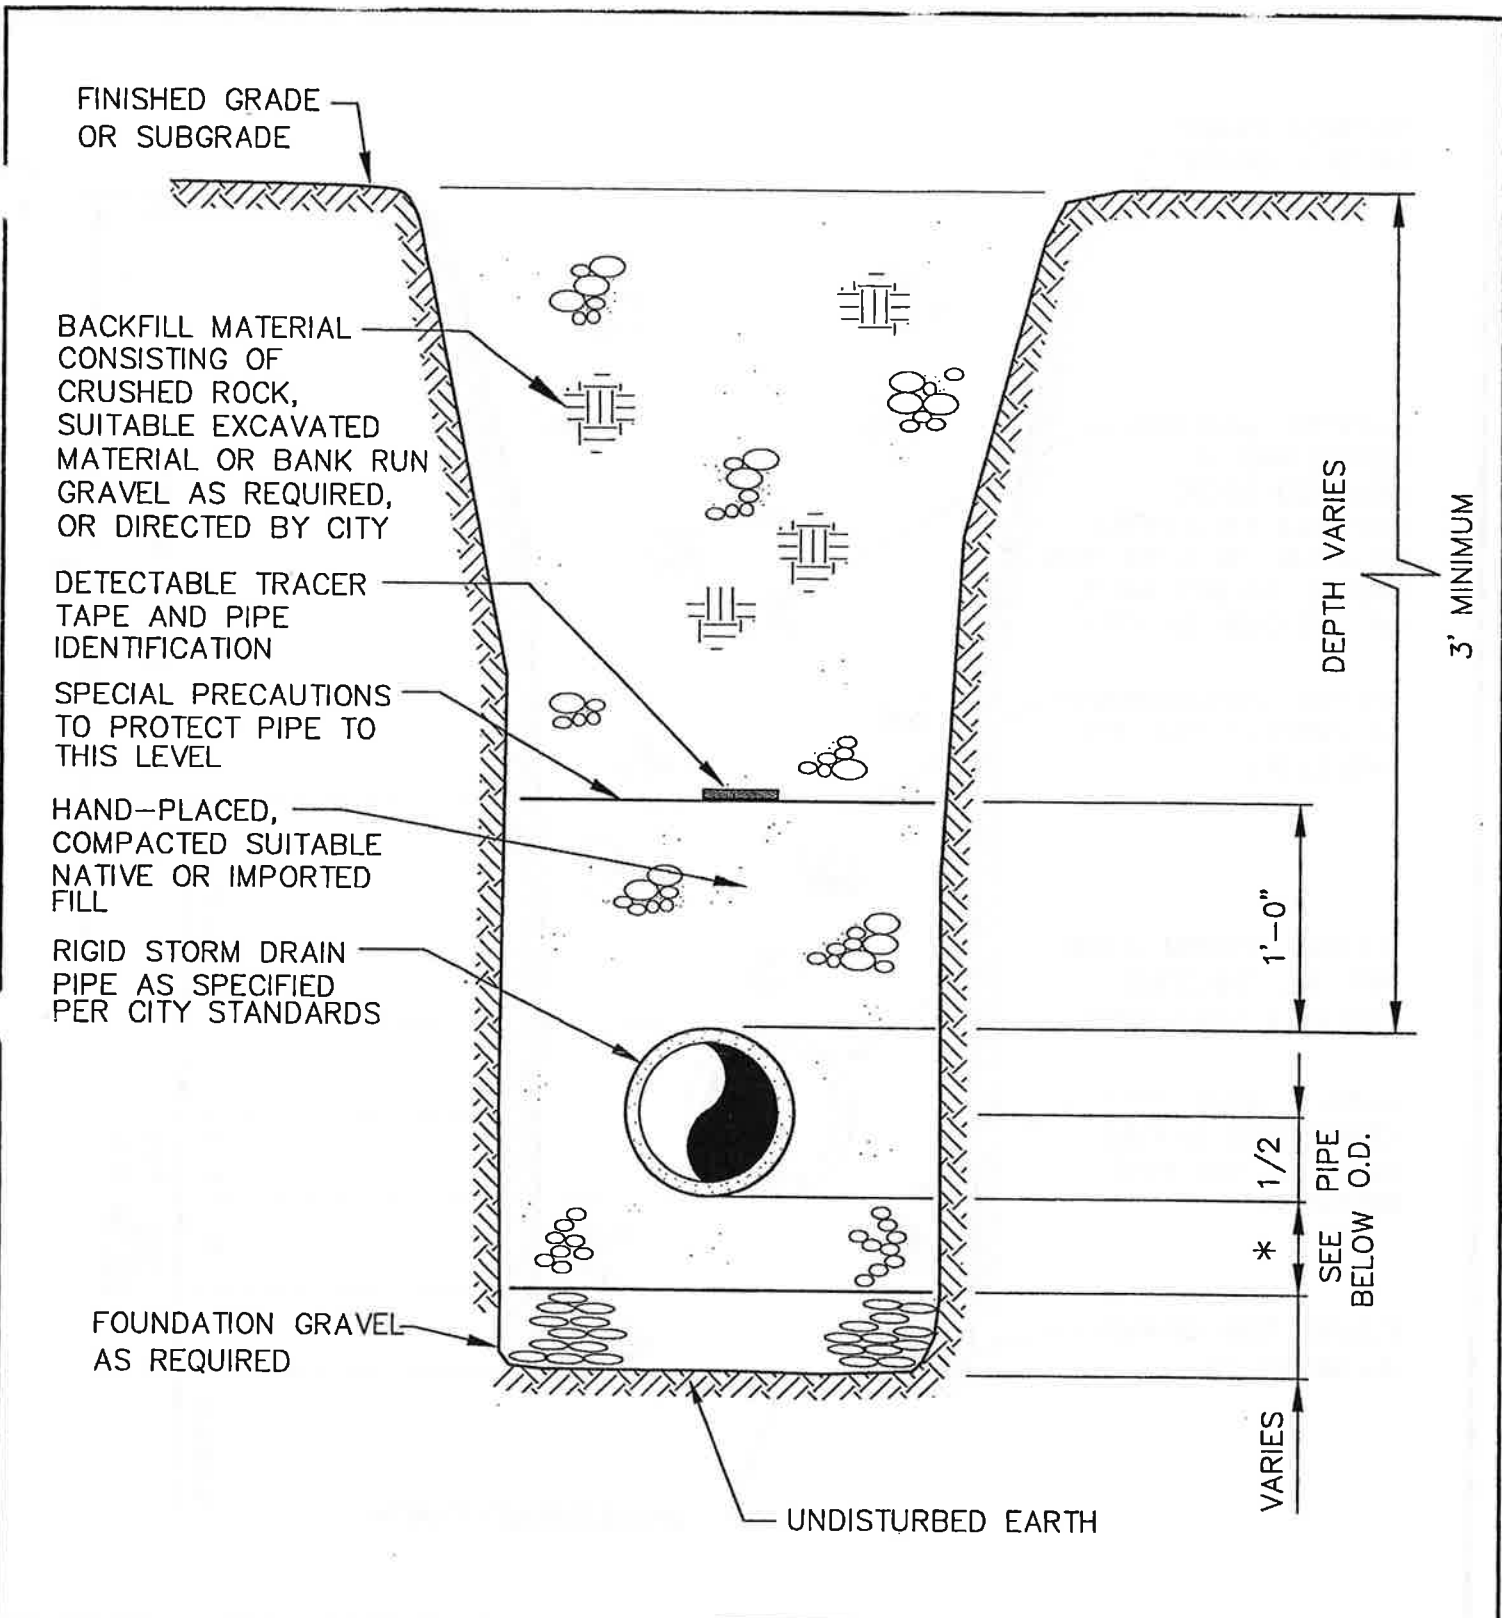 FINISHED GRADE
OR SUBGRADE
BACKFILL MATERIAL
CONSISTING OF
CRUSHED ROCK,
SUITABLE EXCAVATED
MATERIAL OR BANK RUN
GRAVEL AS REQUIRED,
OR DIRECTED BY CITY
DETECTABLE TRACER
TAPE AND PIPE
IDENTIFICATION
SPECIAL PRECAUTIONS
TO PROTECT PIPE TO
THIS LEVEL
HAND-PLACED,
COMPACTED SUITABLE
NATIVE OR IMPORTED
FILL
RIGID STORM DRAIN
PIPE AS SPECIFIED
PER CITY STANDARDS
FOUNDATION GRAVEL
AS REQUIRED
UNDISTURBED EARTH
DEPTH VARIES
3' MINIMUM
1'-0"
1/2
PIPE
O.D.
*
SEE
BELOW
VARIES